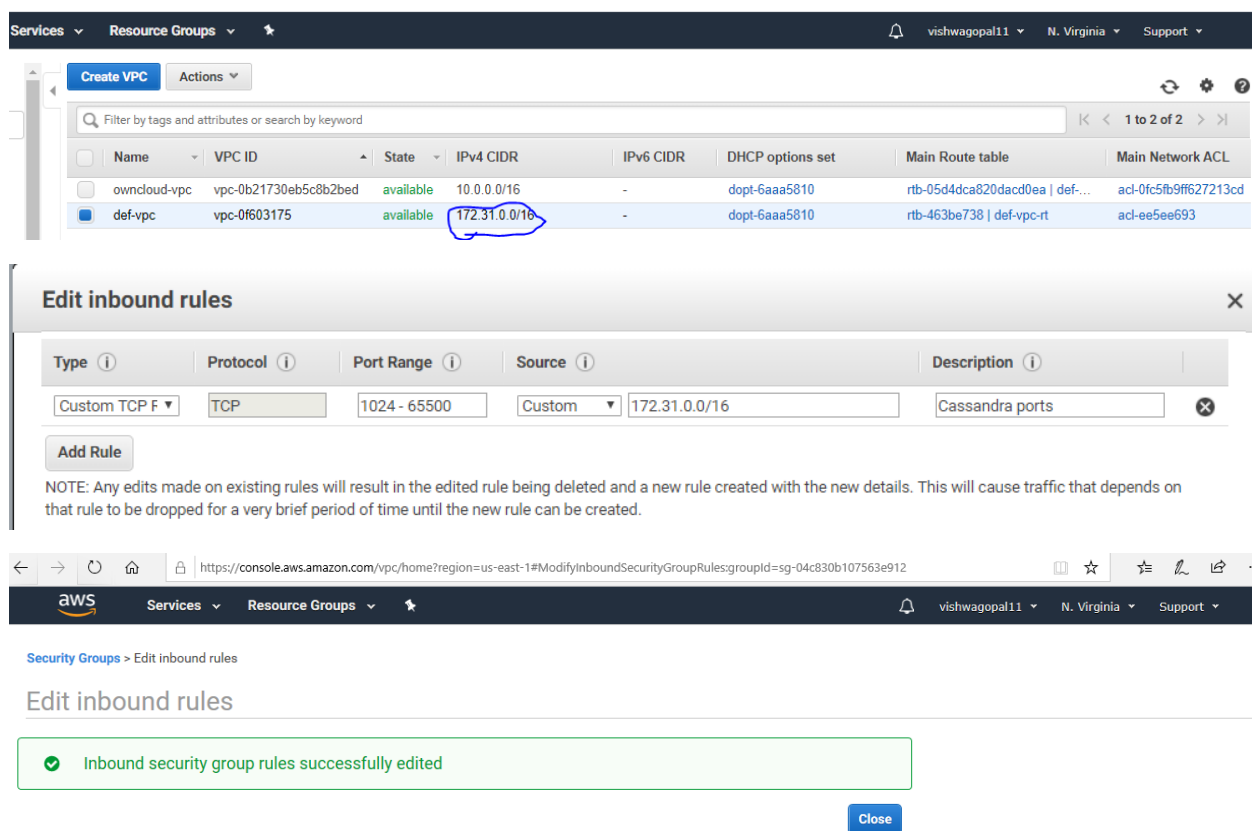 Services Resource Groups vishwagopal11 N. Virginia Support
Create VPC Actions
Filter by tags and attributes or search by keyword 1 to 2 of 2
Name VPC ID State IPv4 CIDR IPv6 CIDR DHCP options set Main Route table Main Network ACL
owncloud-vpc vpc-0b21730eb5c8b2bed available 10.0.0.0/16 - dopt-6aaa5810 rtb-05d4dca820dacd0ea | def-... acl-0fc5fb9ff627213cd
def-vpc vpc-0f603175 available 172.31.0.0/16 - dopt-6aaa5810 rtb-463be738 | def-vpc-rt acl-ee5ee693
Edit inbound rules
Type Protocol Port Range Source Description
Custom TCP F TCP 1024 - 65500 Custom 172.31.0.0/16 Cassandra ports
Add Rule
NOTE: Any edits made on existing rules will result in the edited rule being deleted and a new rule created with the new details. This will cause traffic that depends on
that rule to be dropped for a very brief period of time until the new rule can be created.
https://console.aws.amazon.com/vpc/home?region=us-east-1#ModifyInboundSecurityGroupRules:groupId=sg-04c830b107563e912
aws Services Resource Groups vishwagopal11 N. Virginia Support
Security Groups > Edit inbound rules
Edit inbound rules
Inbound security group rules successfully edited
Close